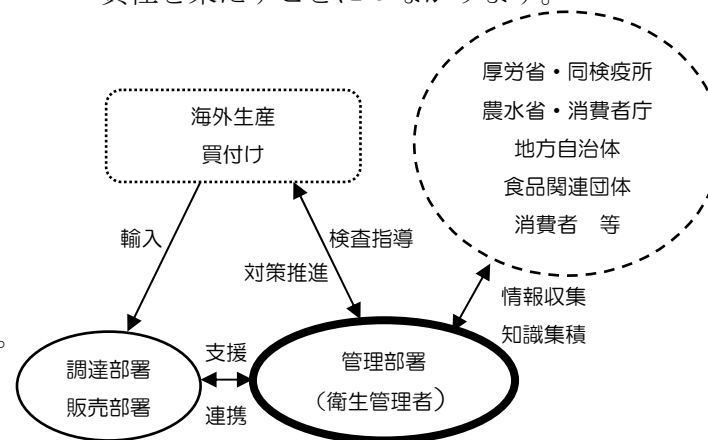 厚労省・同検疫所
農水省・消費者庁
地方自治体
食品関連団体
消費者　等
海外生産
買付け
輸入
検査指導
対策推進
情報収集
知識集積
。
調達部署
販売部署
支援
連携
管理部署
（衛生管理者）